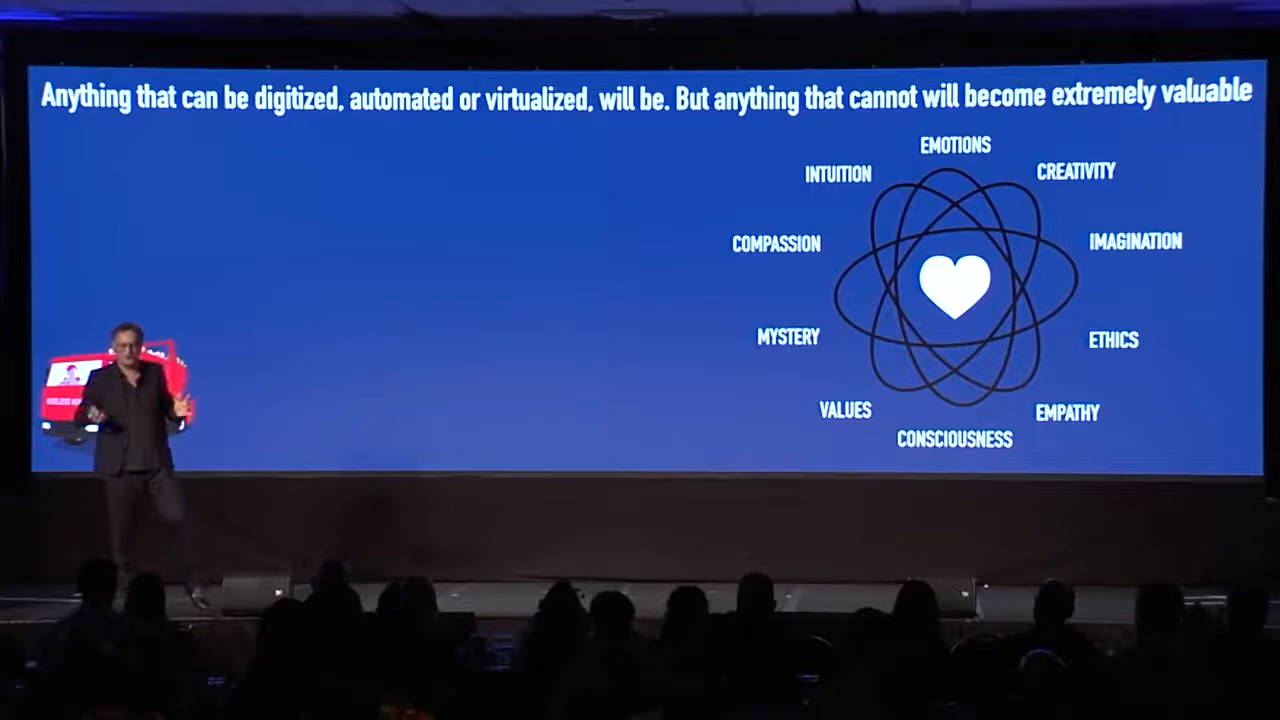 Anything that can be digitized, automated or virtualized, will be. But anything that cannot will become extremely valuable
EMOTIONS
INTUITION
CREATIVITY
COMPASSION
IMAGINATION
MYSTERY
ETHICS
VALUES
EMPATHY
CONSCIOUSNESS